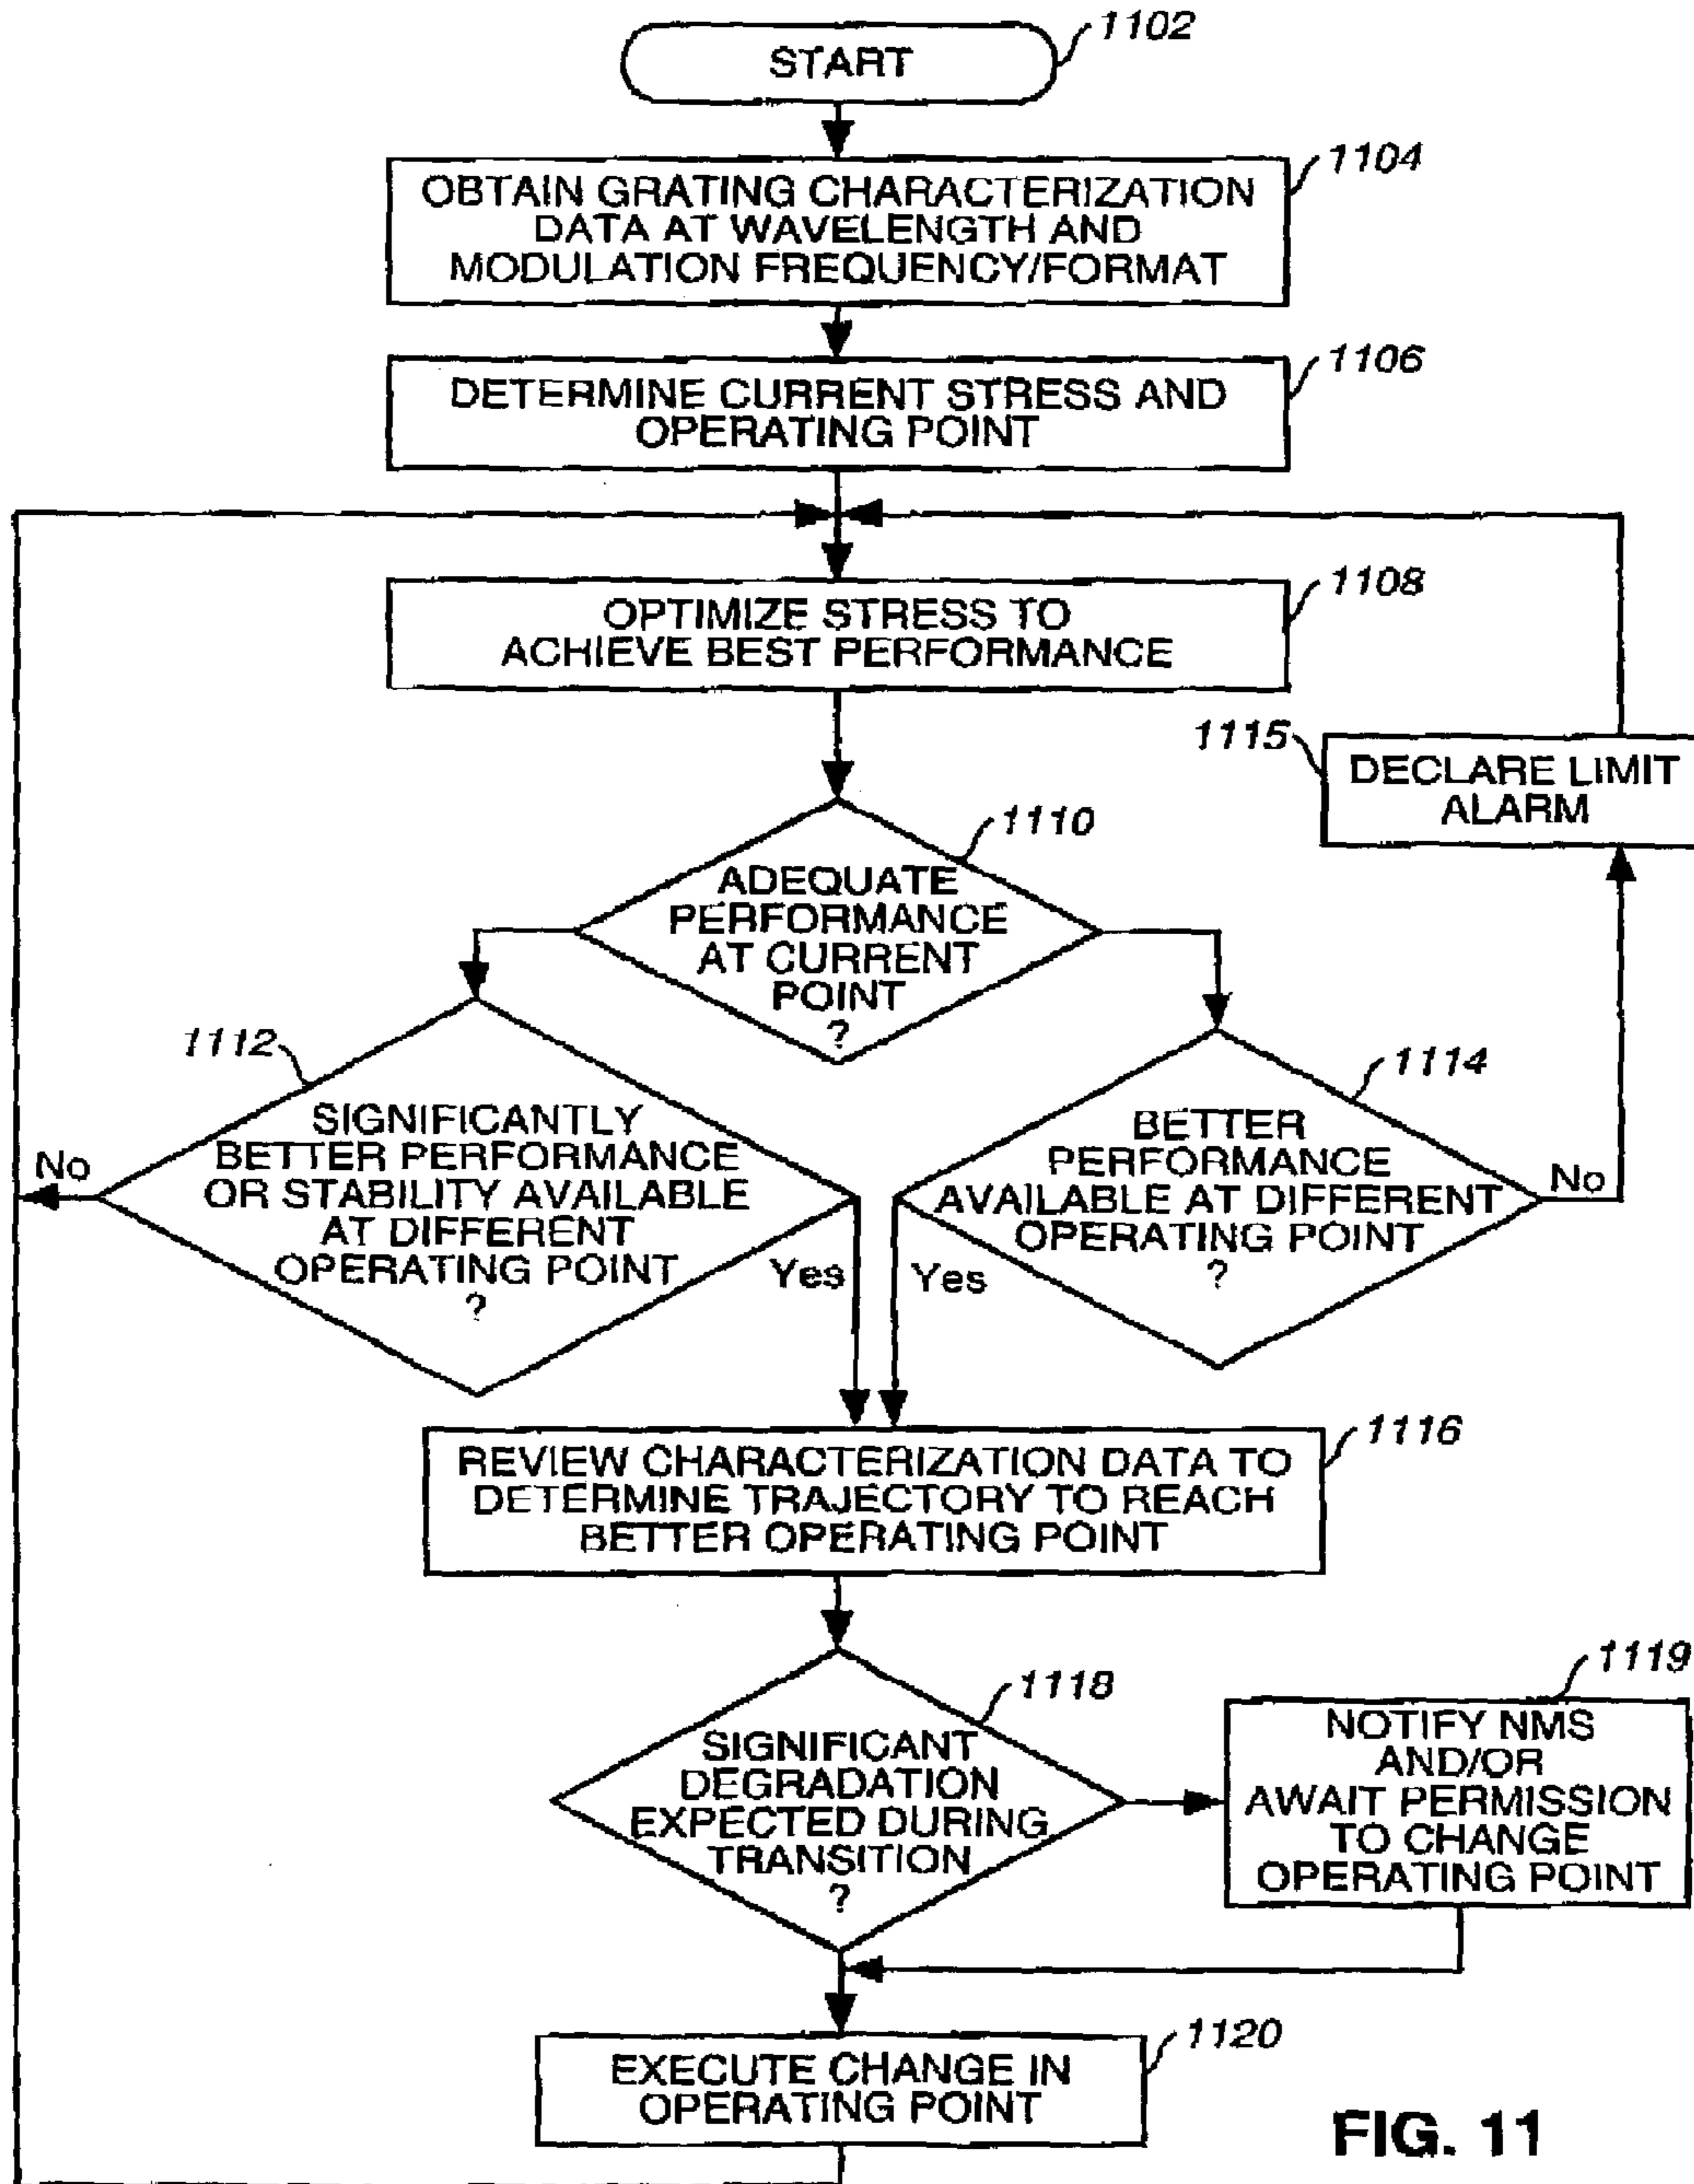 1102
START
1104
OBTAIN GRATING CHARACTERIZATION
DATA AT WAVELENGTH AND
MODULATION FREQUENCY/FORMAT
1106
DETERMINE CURRENT STRESS AND
OPERATING POINT
1108
OPTIMIZE STRESS TO
ACHIEVE BEST PERFORMANCE
1115
DECLARE LIMIT
ALARM
1110
ADEQUATE
PERFORMANCE
AT CURRENT
POINT
?
1112
SIGNIFICANTLY
BETTER PERFORMANCE
OR STABILITY AVAILABLE
AT DIFFERENT
OPERATING POINT
?
No
Yes
1114
BETTER
PERFORMANCE
AVAILABLE AT DIFFERENT
OPERATING POINT
?
No
Yes
1116
REVIEW CHARACTERIZATION DATA TO
DETERMINE TRAJECTORY TO REACH
BETTER OPERATING POINT
1118
SIGNIFICANT
DEGRADATION
EXPECTED DURING
TRANSITION
?
1119
NOTIFY NMS
AND/OR
AWAIT PERMISSION
TO CHANGE
OPERATING POINT
1120
EXECUTE CHANGE IN
OPERATING POINT
FIG. 11